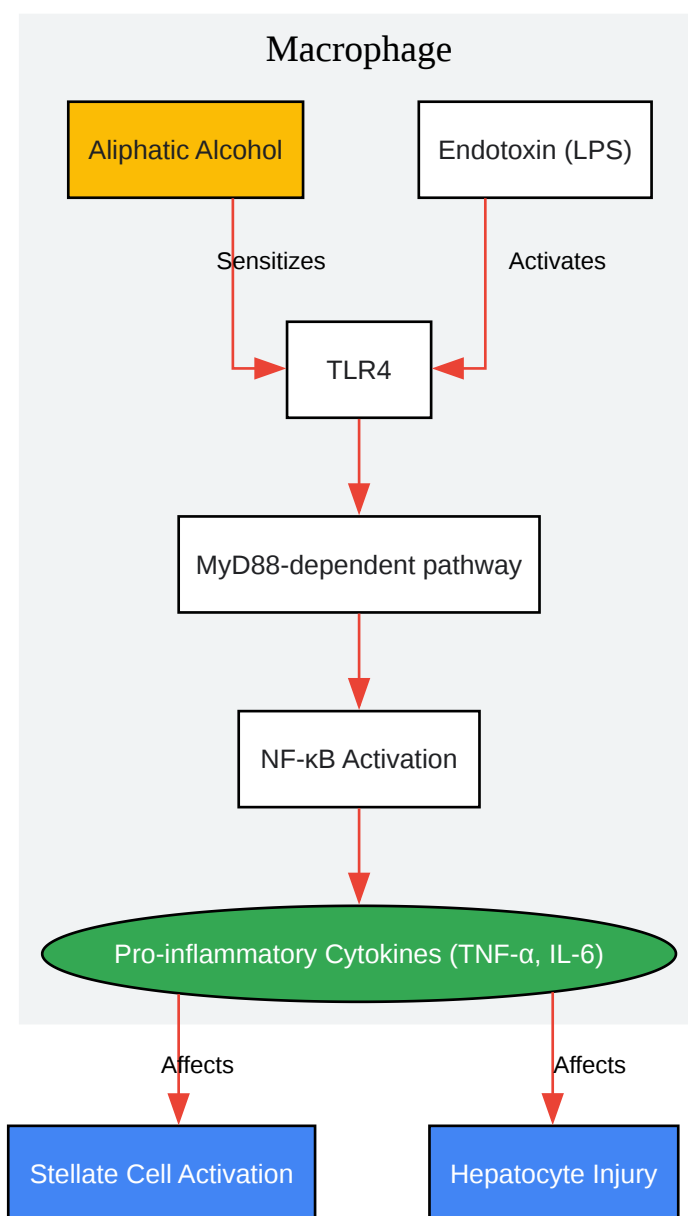 Macrophage
Aliphatic Alcohol
Endotoxin (LPS)
Sensitizes
Activates
TLR4
MyD88-dependent pathway
NF-κB Activation
Pro-inflammatory Cytokines (TNF-α, IL-6)
Affects
Affects
Stellate Cell Activation
Hepatocyte Injury